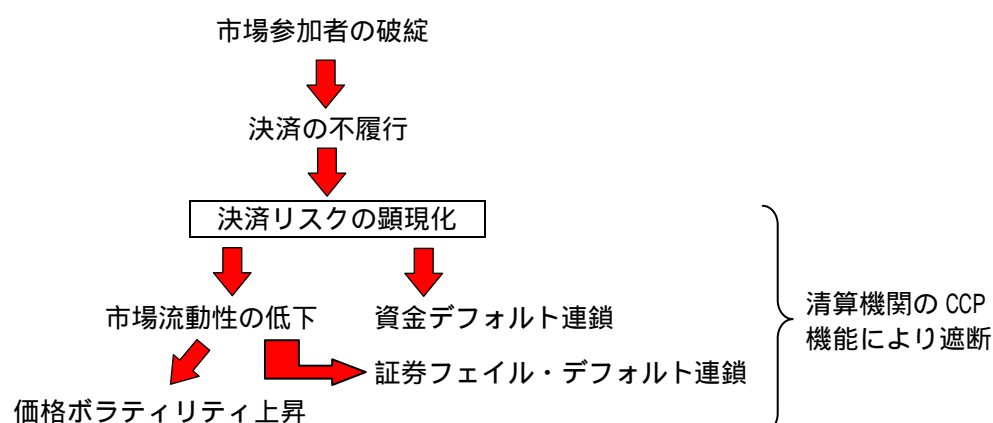 市場参加者の破綻
決済の不履行
決済リスクの顕現化
市場流動性の低下
資金デフォルト連鎖
証券フェイル・デフォルト連鎖
価格ボラティリティ上昇
清算機関の CCP
機能により遮断